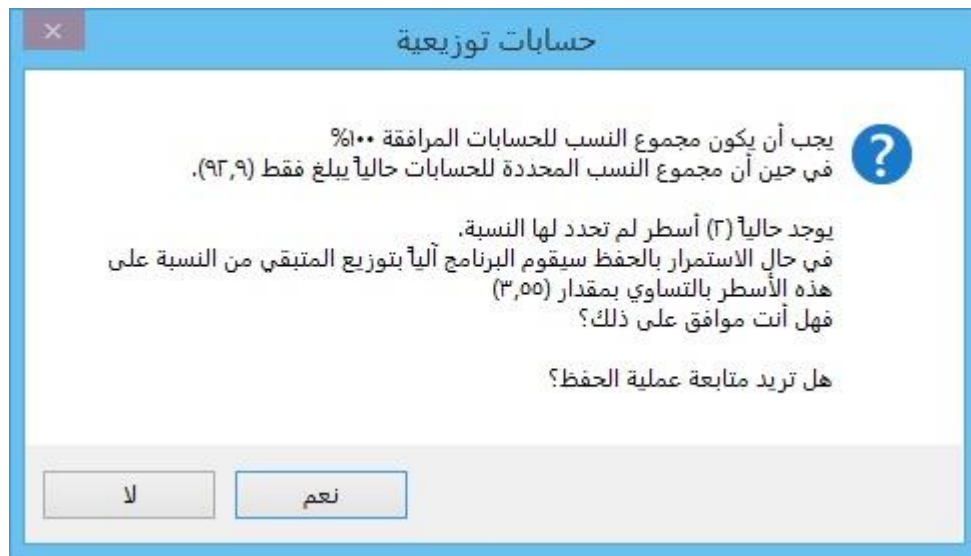 حسابات توزيعية
يجب أن يكون مجموع النسب للحسابات المرافقة ١٠٠%
في حين أن مجموع النسب المحددة للحسابات حالياً يبلغ فقط (٩٢,٩).
يوجد حالياً (٢) أسطر لم تحدد لها النسبة.
في حال الاستمرار بالحفظ سيقوم البرنامج آلياً بتوزيع المتبقي من النسبة على
هذه الأسطر بالتساوي بمقدار (٣,٥٥)
فهل أنت موافق على ذلك؟
هل تريد متابعة عملية الحفظ؟
نعم
لا